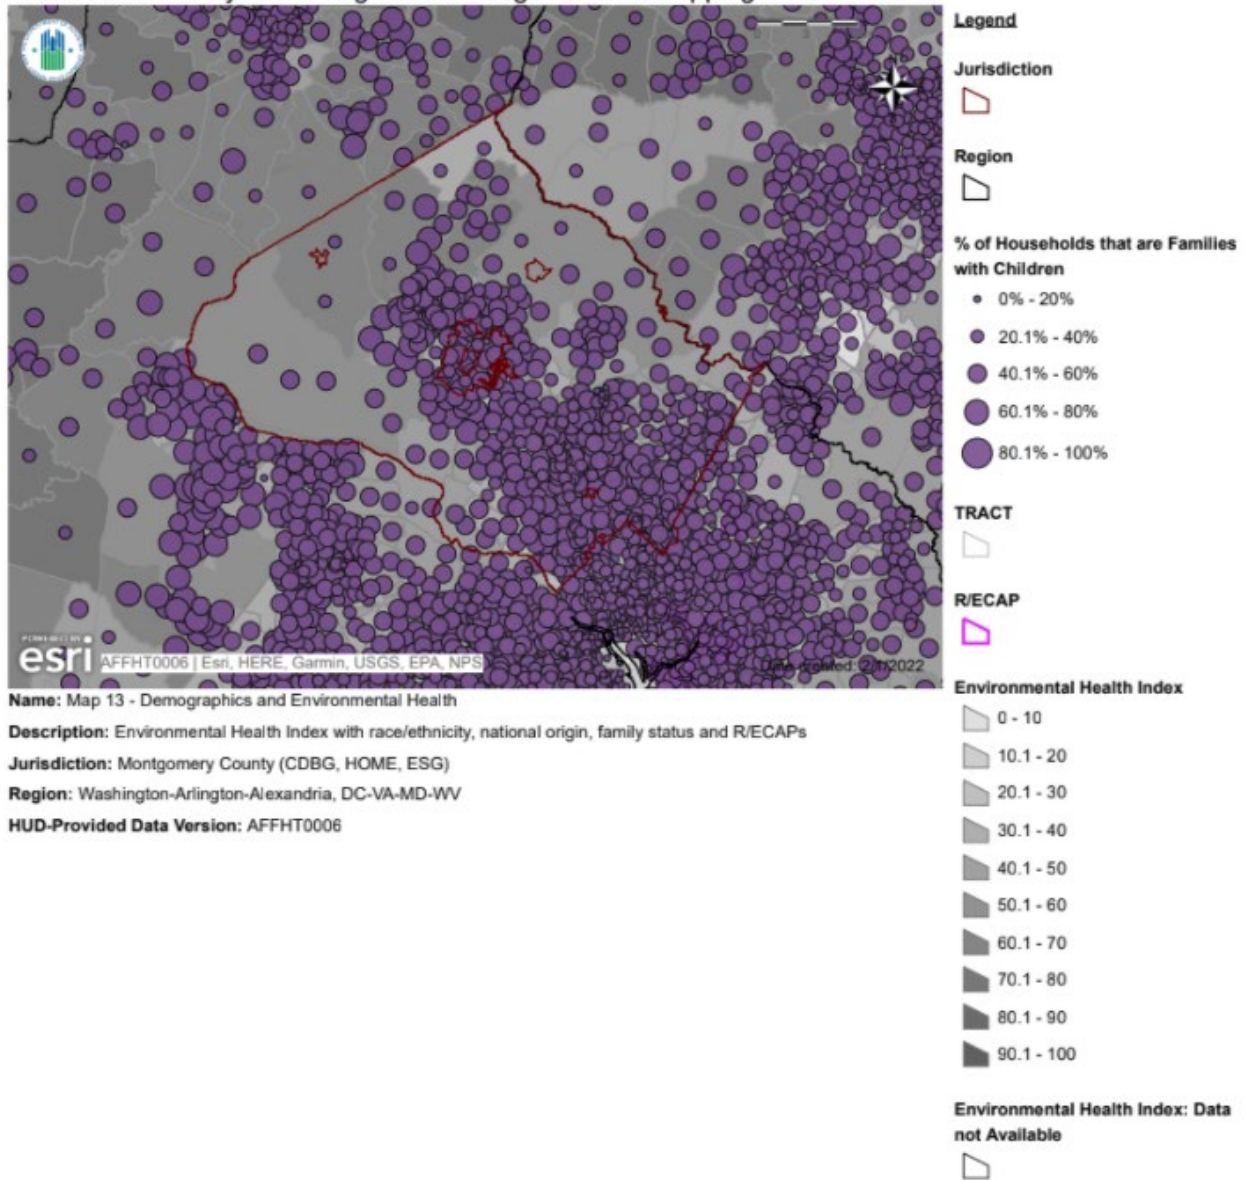 Legend
Jurisdiction
Region
% of Households that are Families
with Children
0% - 20%
20.1% - 40%
40.1% - 60%
60.1% - 80%
80.1% - 100%
TRACT
R/ECAP
Environmental Health Index
0 - 10
10.1 - 20
20.1 - 30
30.1 - 40
40.1 - 50
50.1 - 60
60.1 - 70
70.1 - 80
80.1 - 90
90.1 - 100
Environmental Health Index: Data
not Available
POWERED BY
esri
AFFHT0006 | Esri, HERE, Garmin, USGS, EPA, NPS
2/1/2022
Name: Map 13 - Demographics and Environmental Health
Description: Environmental Health Index with race/ethnicity, national origin, family status and R/ECAPs
Jurisdiction: Montgomery County (CDBG, HOME, ESG)
Region: Washington-Arlington-Alexandria, DC-VA-MD-WV
HUD-Provided Data Version: AFFHT0006